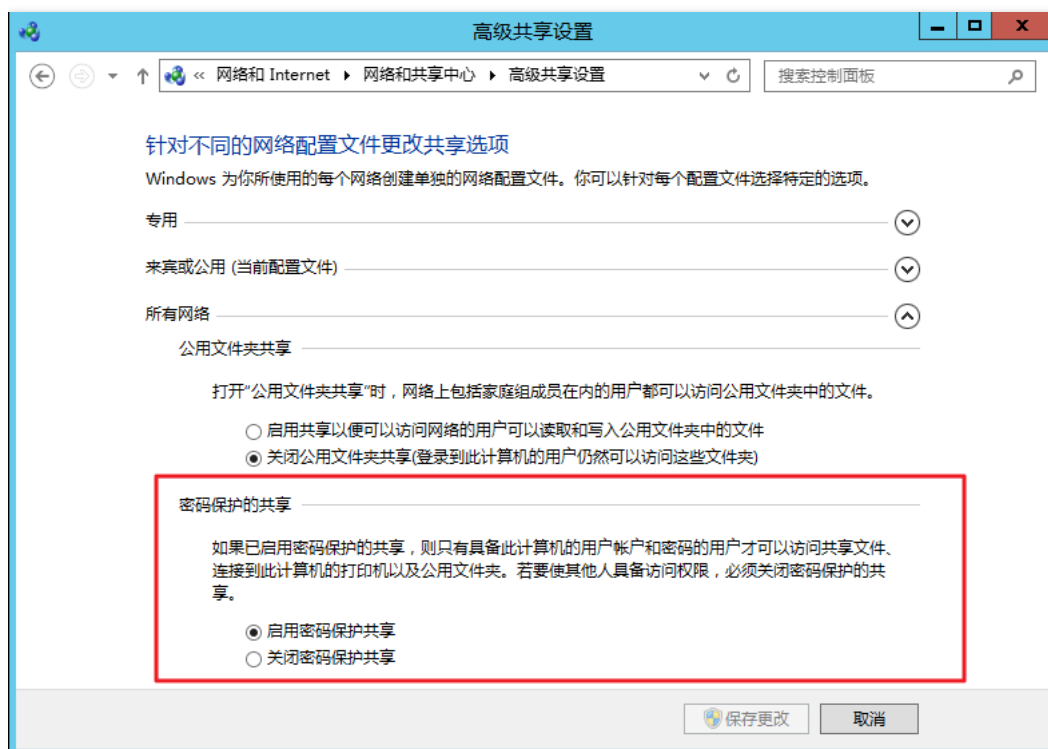 高级共享设置
« 网络和 Internet ▶ 网络和共享中心 ▶ 高级共享设置
搜索控制面板
针对不同的网络配置文件更改共享选项
Windows 为你所使用的每个网络创建单独的网络配置文件。你可以针对每个配置文件选择特定的选项。
专用
来宾或公用 (当前配置文件)
所有网络
公用文件夹共享
打开“公用文件夹共享”时，网络上包括家庭组成员在内的用户都可以访问公用文件夹中的文件。
启用共享以便可以访问网络的用户可以读取和写入公用文件夹中的文件
关闭公用文件夹共享(登录到此计算机的用户仍然可以访问这些文件夹)
密码保护的共享
如果已启用密码保护的共享，则只有具备此计算机的用户帐户和密码的用户才可以访问共享文件、
连接到此计算机的打印机以及公用文件夹。若要使其他人具备访问权限，必须关闭密码保护的共
享。
启用密码保护共享
关闭密码保护共享
保存更改
取消